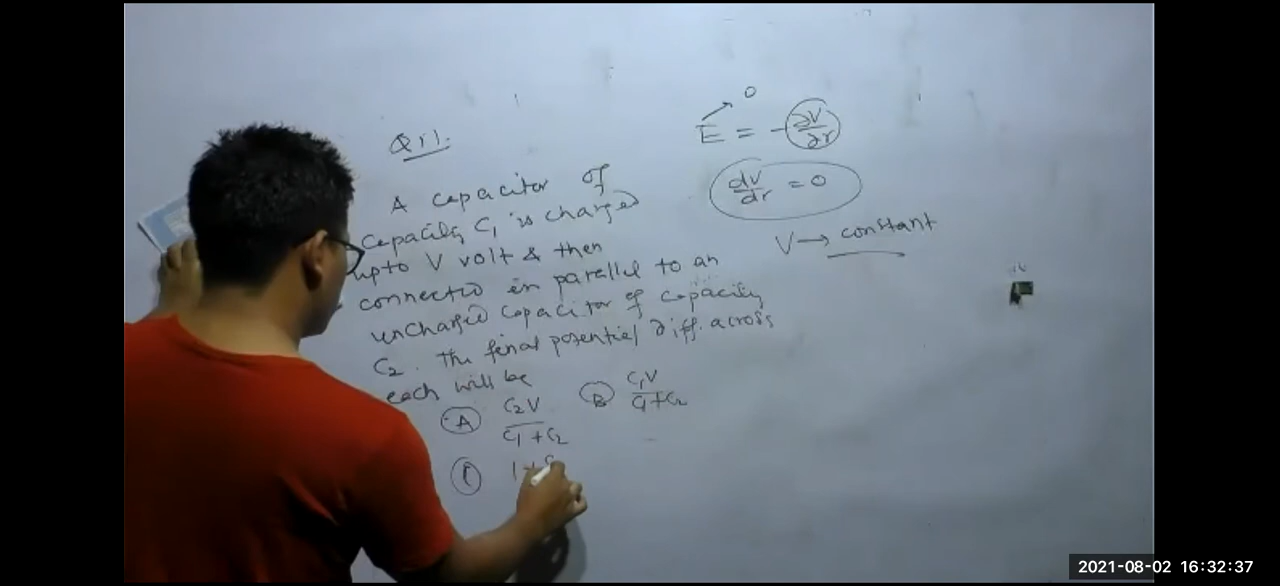 Q11.
A capacitor of
capacity C₁ is charged
upto V volt & then
connected in parallel to an
uncharged capacitor of capacity
C₂. The final potential diff. across
each will be
(A) C₂V / C₁ + C₂ (B) C₁V / C₁ + C₂
(C) 1 +
E = - ∂V/∂r
0
dV/dr = 0
V → constant
2021-08-02 16:32:37